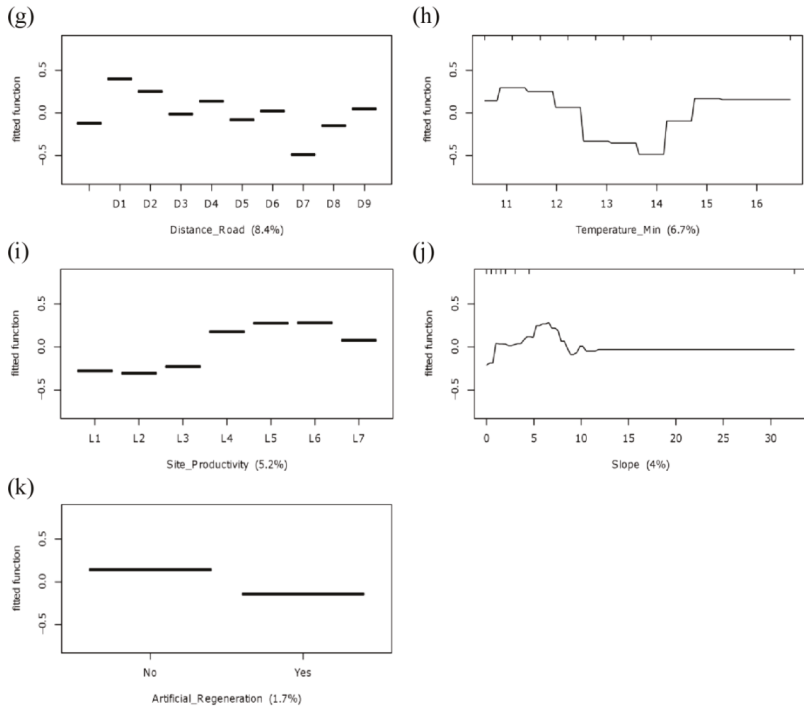 (g)
fitted function
0.5
0.0
−0.5
D1 D2 D3 D4 D5 D6 D7 D8 D9
Distance_Road (8.4%)
(h)
fitted function
0.5
0.0
−0.5
11 12 13 14 15 16
Temperature_Min (6.7%)
(i)
fitted function
0.5
0.0
−0.5
L1 L2 L3 L4 L5 L6 L7
Site_Productivity (5.2%)
(j)
fitted function
0.5
0.0
−0.5
0 5 10 15 20 25 30
Slope (4%)
(k)
fitted function
0.5
0.0
−0.5
No Yes
Artificial_Regeneration (1.7%)